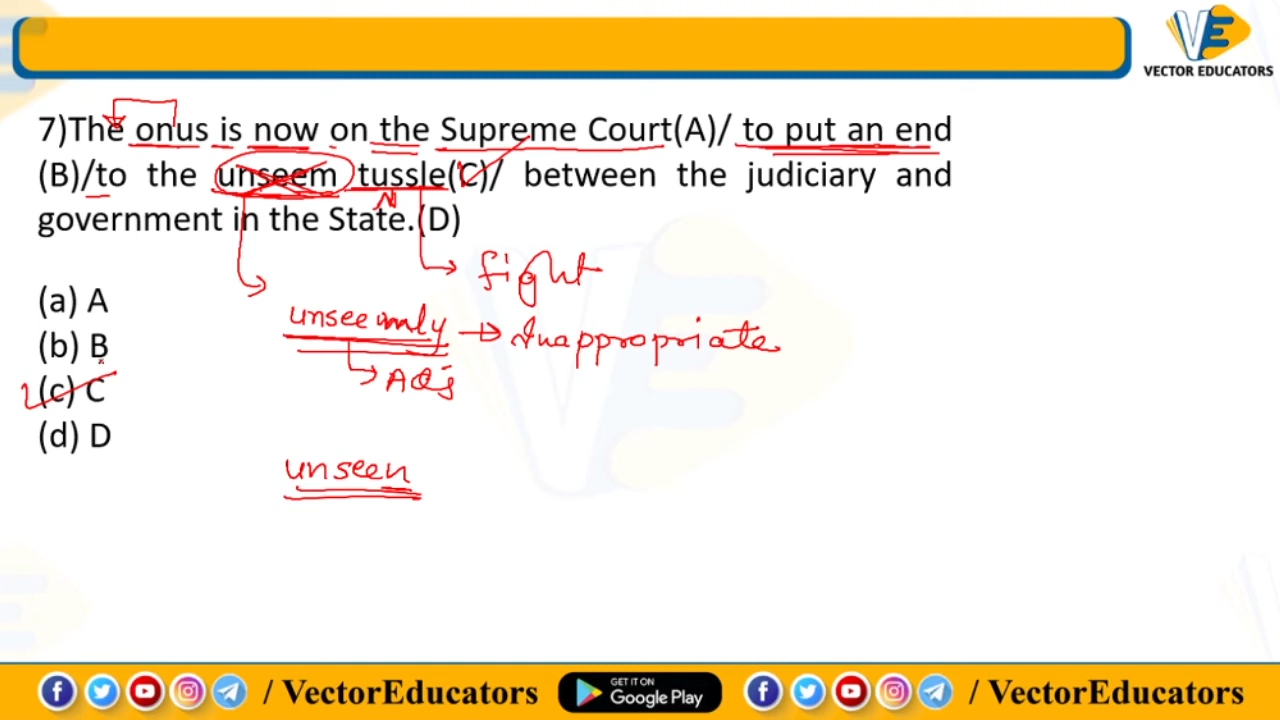 VECTOR EDUCATORS
7)The onus is now on the Supreme Court(A)/ to put an end
(B)/to the unseem tussle(C)/ between the judiciary and
government in the State.(D)
fight
(a) A
unseemly → Inappropriate
(b) B
(c) C
Adj
(d) D
unseen
/ VectorEducators
GET IT ON
Google Play
/ VectorEducators